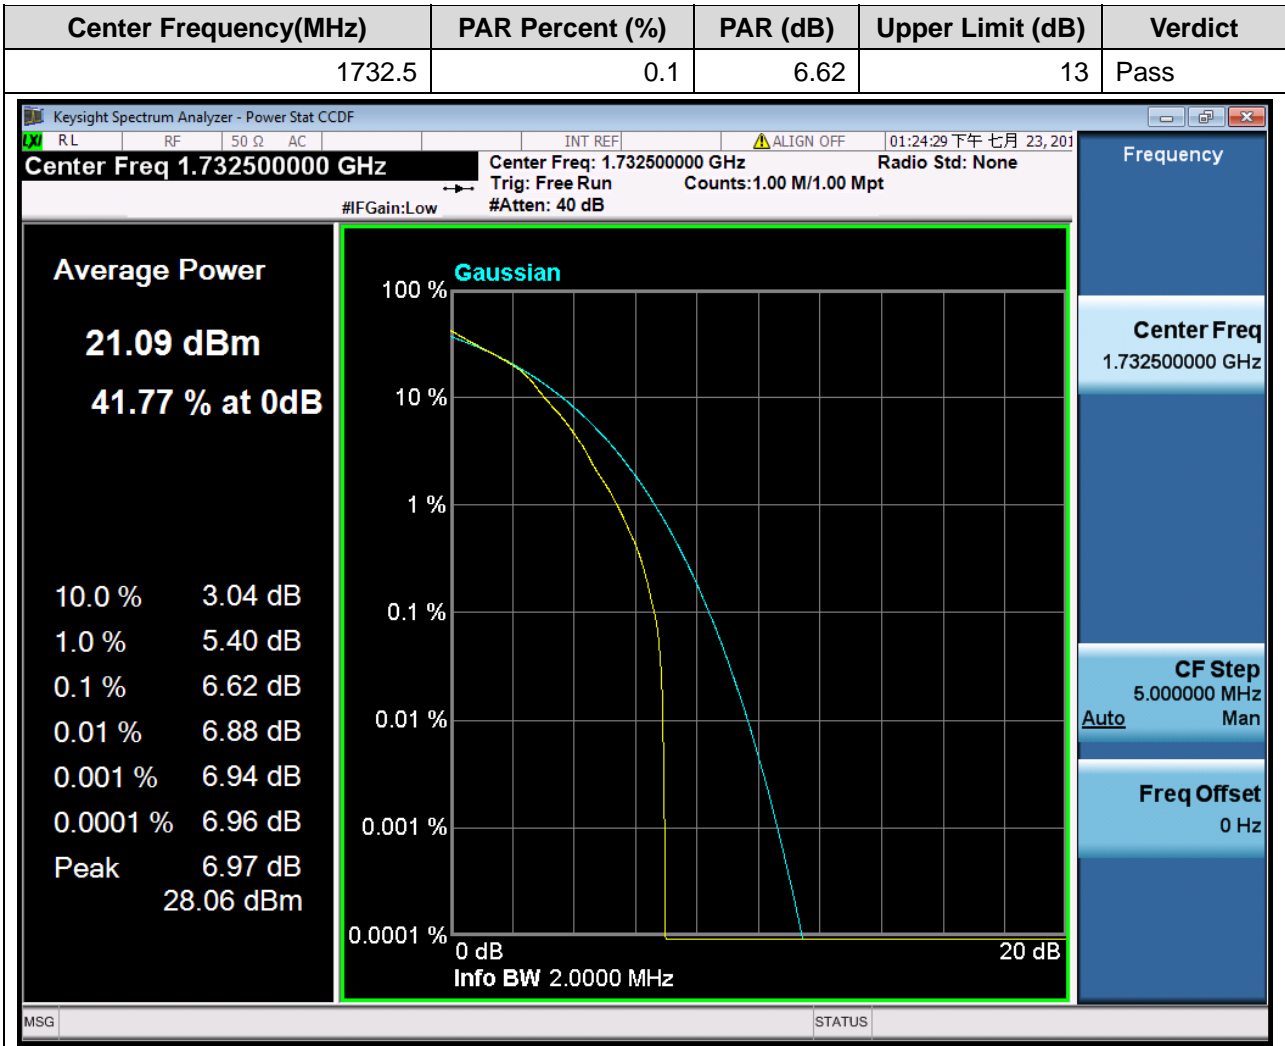 Center Frequency(MHz) PAR Percent (%) PAR (dB) Upper Limit (dB) Verdict
1732.5 0.1 6.62 13 Pass
Keysight Spectrum Analyzer - Power Stat CCDF
LXI RL RF 50 Ω AC INT REF ALIGN OFF 01:24:29 下午 七月 23, 201
Center Freq 1.732500000 GHz
Center Freq: 1.732500000 GHz Radio Std: None
Trig: Free Run Counts:1.00 M/1.00 Mpt
#IFGain:Low #Atten: 40 dB
Average Power
21.09 dBm
41.77 % at 0dB
10.0 % 3.04 dB
1.0 % 5.40 dB
0.1 % 6.62 dB
0.01 % 6.88 dB
0.001 % 6.94 dB
0.0001 % 6.96 dB
Peak 6.97 dB
28.06 dBm
Gaussian
100 %
10 %
1 %
0.1 %
0.01 %
0.001 %
0.0001 %
0 dB 20 dB
Info BW 2.0000 MHz
Frequency
Center Freq
1.732500000 GHz
CF Step
5.000000 MHz
Auto Man
Freq Offset
0 Hz
MSG STATUS